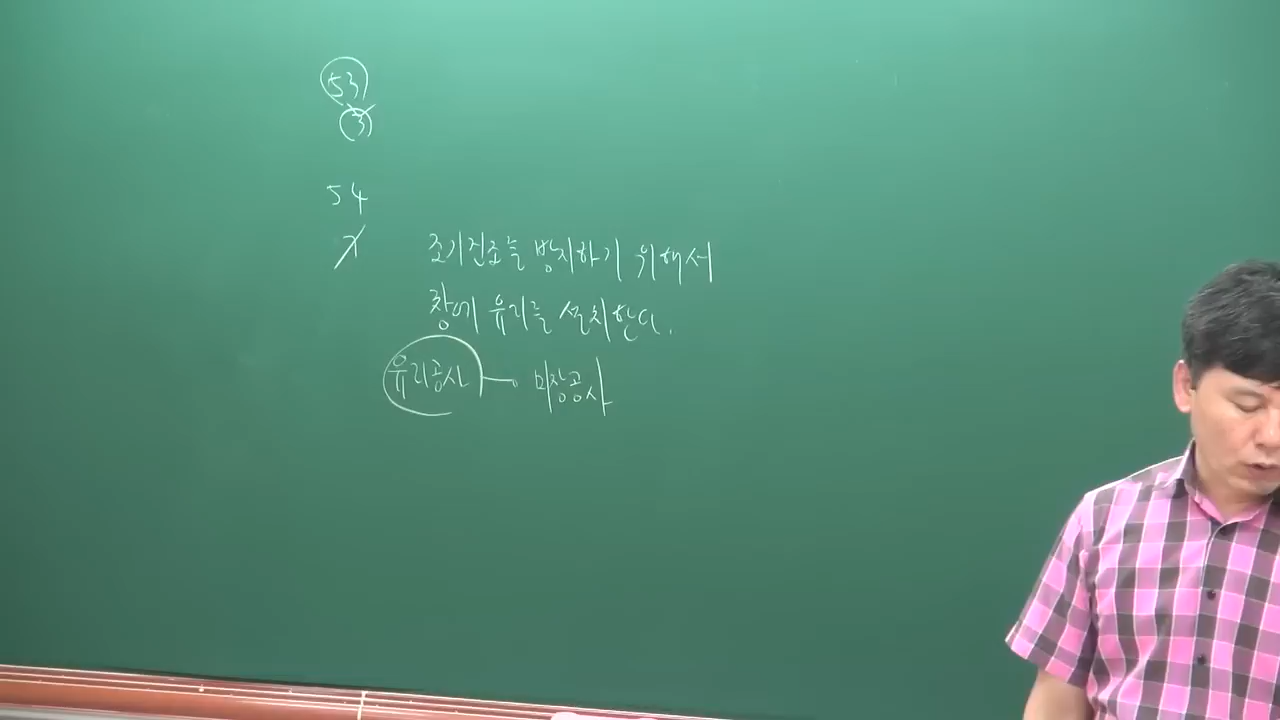 53
3
54
ㄱ 조기건조를 방지하기 위해서
창에 유리를 설치한다.
유리공사 → 미장공사